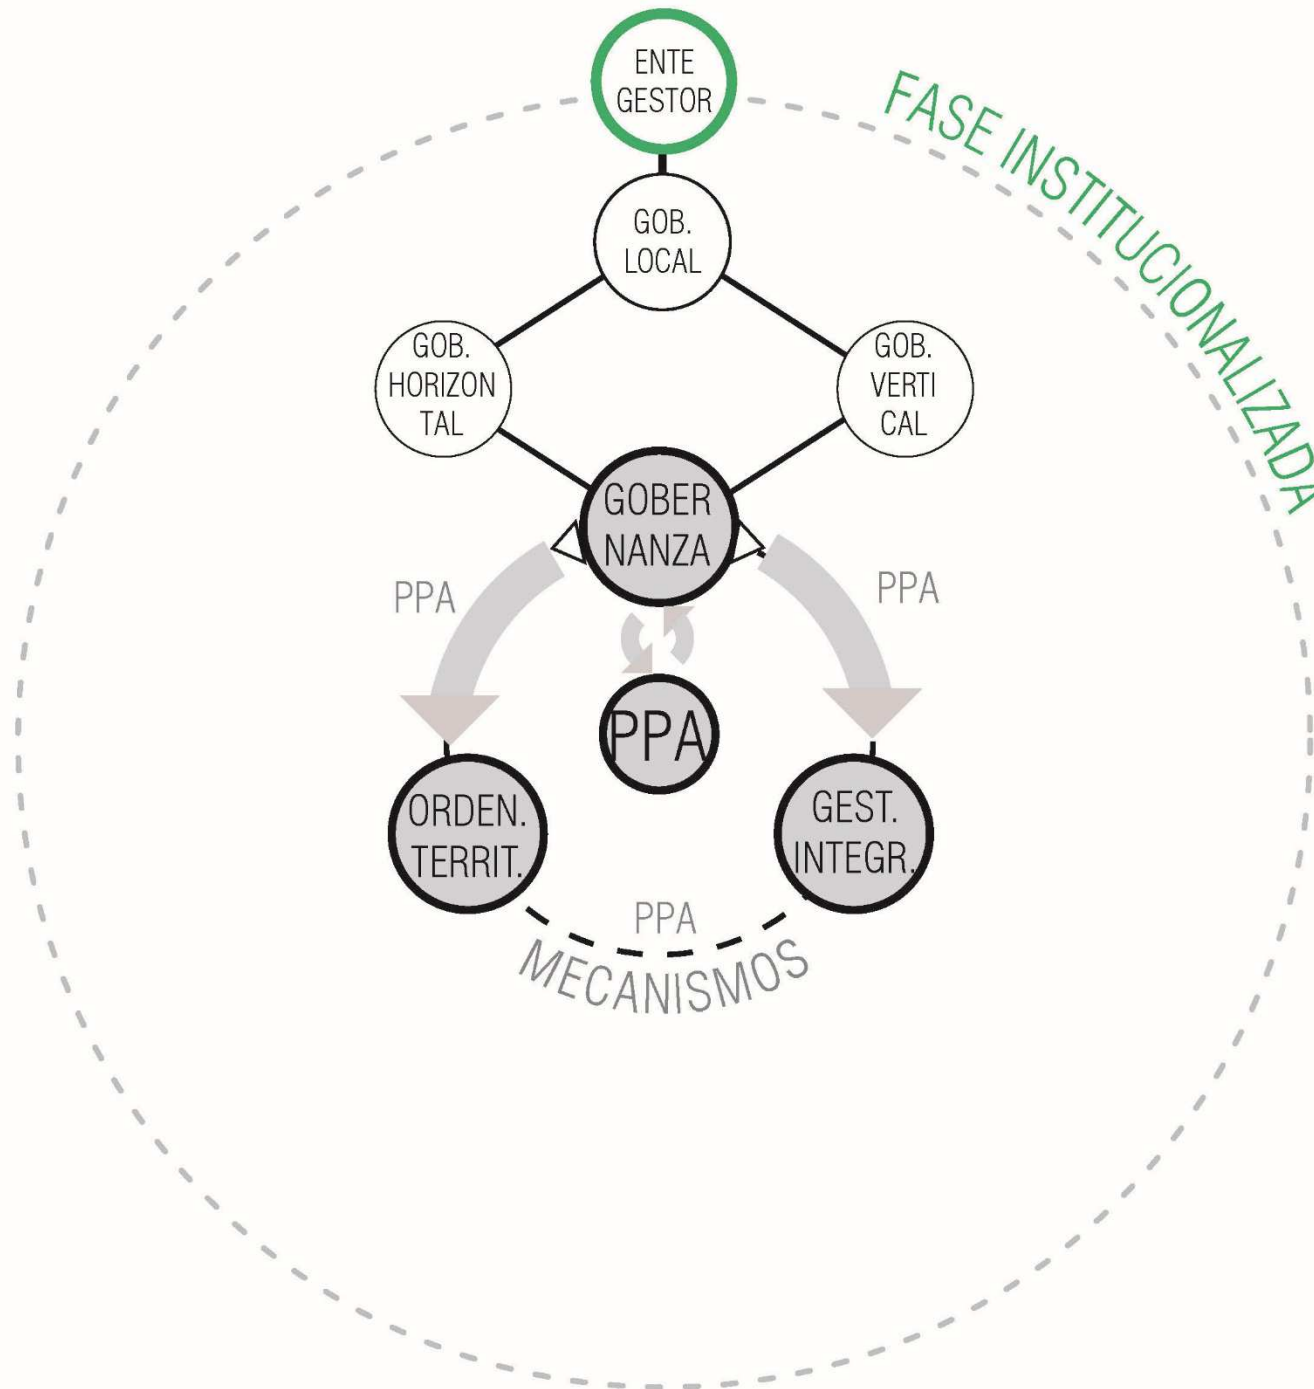 ENTE
GESTOR
FASE INSTITUCIONALIZADA
GOB.
LOCAL
GOB.
HORIZON
TAL
GOB.
VERTI
CAL
GOBER
NANZA
PPA
PPA
PPA
ORDEN.
TERRIT.
GEST.
INTEGR.
PPA
MECANISMOS